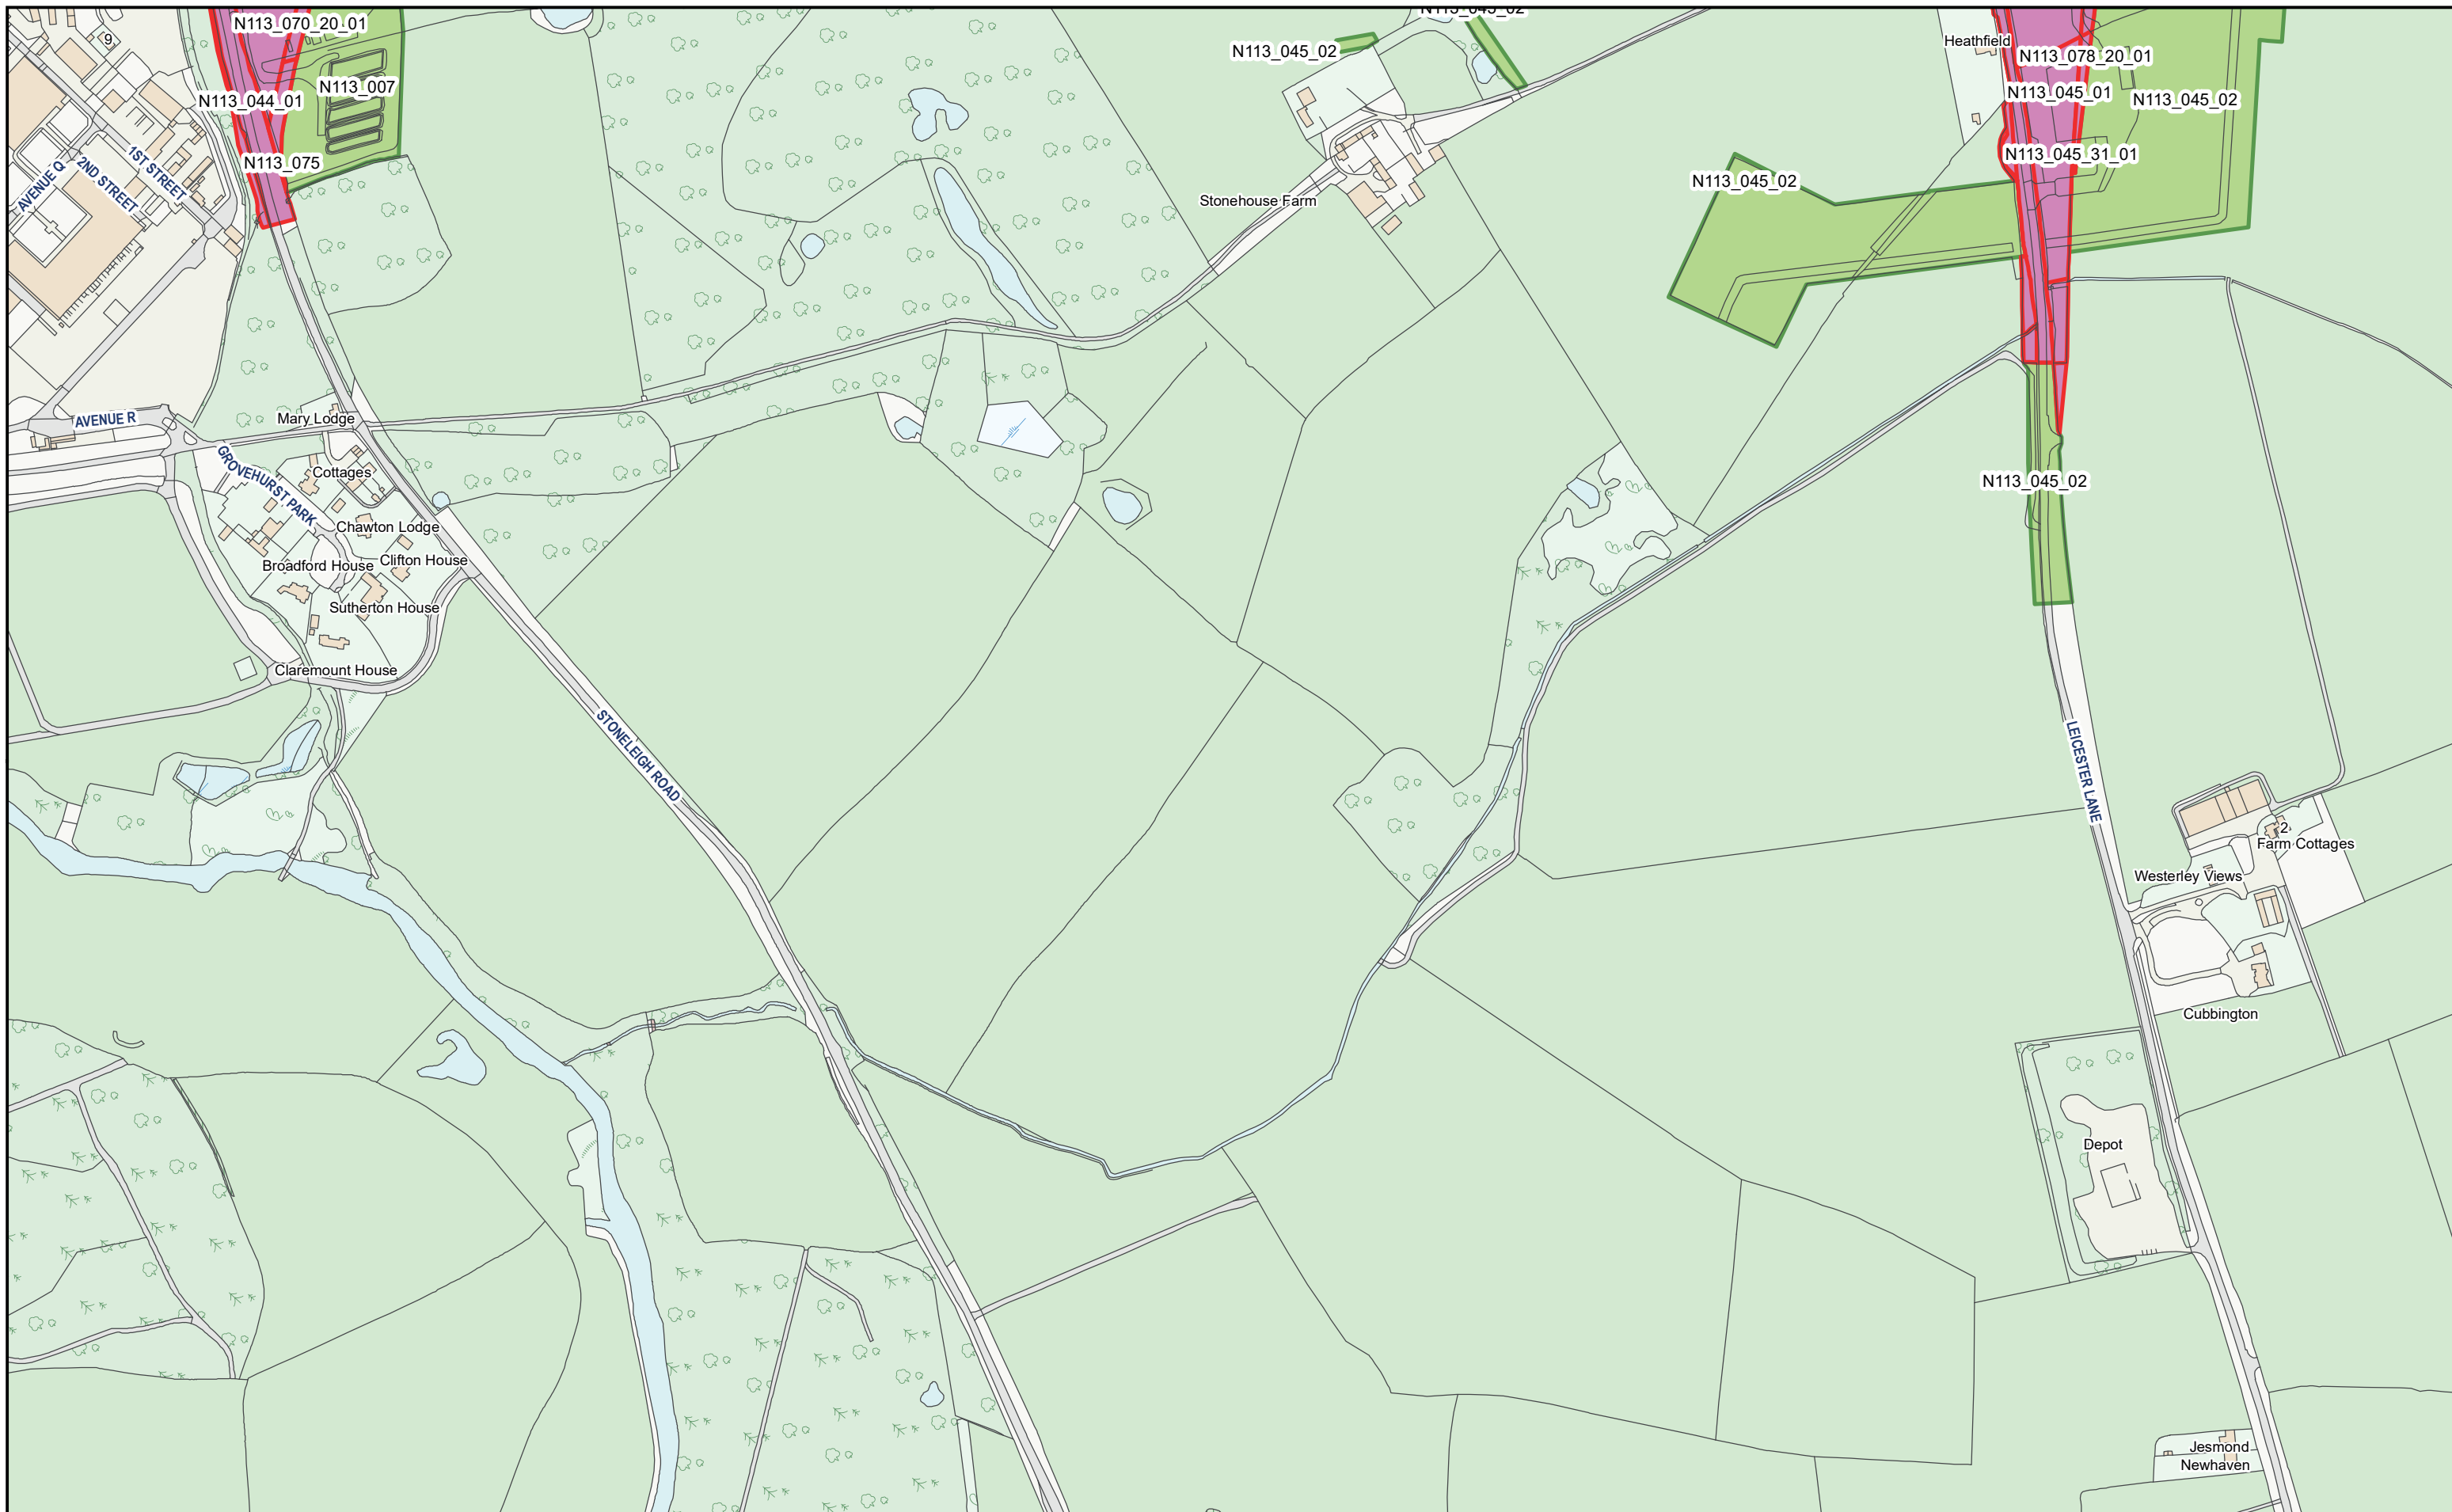 N113_045_02
N113_070_20_01
9
Heathfield
N113_045_02
N113_078_20_01
N113_007
N113_045_01
N113_045_02
N113_044_01
N113_045_31_01
N113_075
1ST STREET
2ND STREET
AVENUE Q
N113_045_02
Stonehouse Farm
AVENUE R
Mary Lodge
GROVEHURST PARK
Cottages
N113_045_02
Chawton Lodge
Clifton House
Broadford House
Sutherton House
Claremount House
STONELEIGH ROAD
LEICESTER LANE
2
Farm Cottages
Westerley Views
Cubbington
Depot
Jesmond
Newhaven